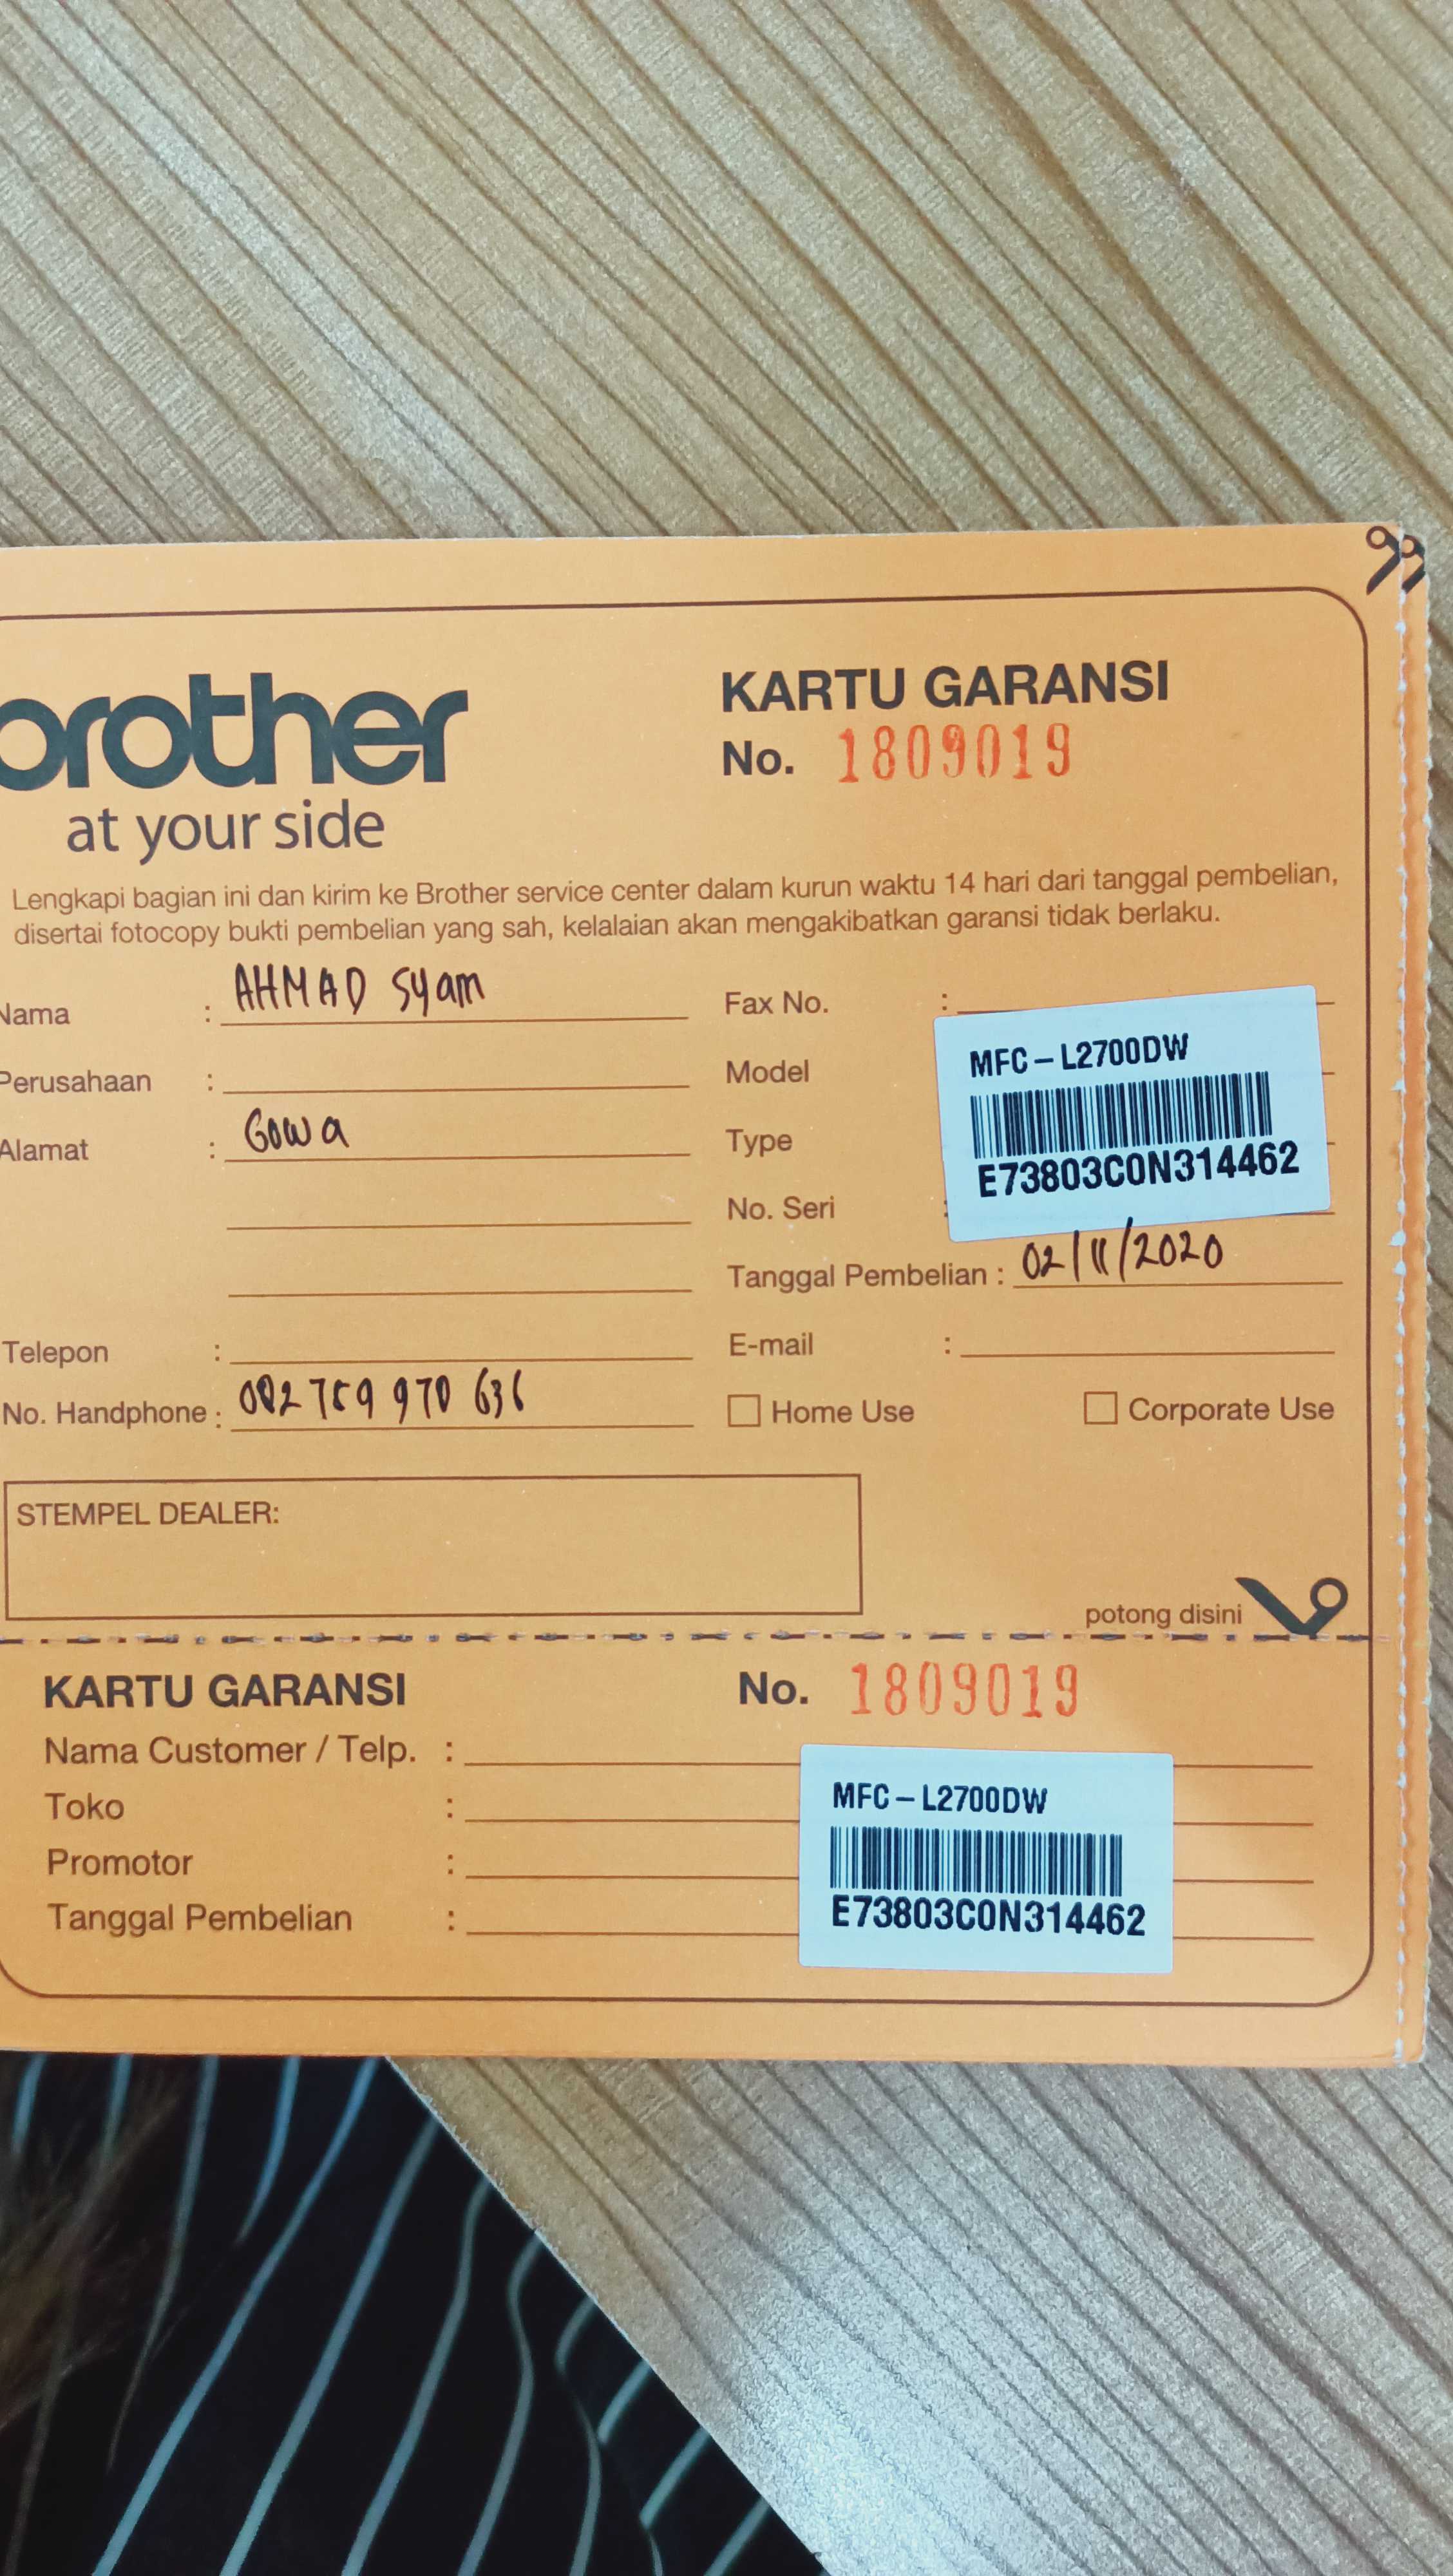 brother
at your side
KARTU GARANSI
No. 1809019
Lengkapi bagian ini dan kirim ke Brother service center dalam kurun waktu 14 hari dari tanggal pembelian,
disertai fotocopy bukti pembelian yang sah, kelalaian akan mengakibatkan garansi tidak berlaku.
Nama : AHMAD Syam
Perusahaan :
Alamat : Gowa
Telepon :
No. Handphone : 970 636
Fax No. :
Model
Type
No. Seri :
MFC-L2700DW
E73803C0N314462
Tanggal Pembelian : 02/11/2020
E-mail :
Home Use
Corporate Use
STEMPEL DEALER:
potong disini
KARTU GARANSI
No. 1809019
Nama Customer / Telp. :
Toko :
Promotor :
Tanggal Pembelian :
MFC-L2700DW
E73803C0N314462